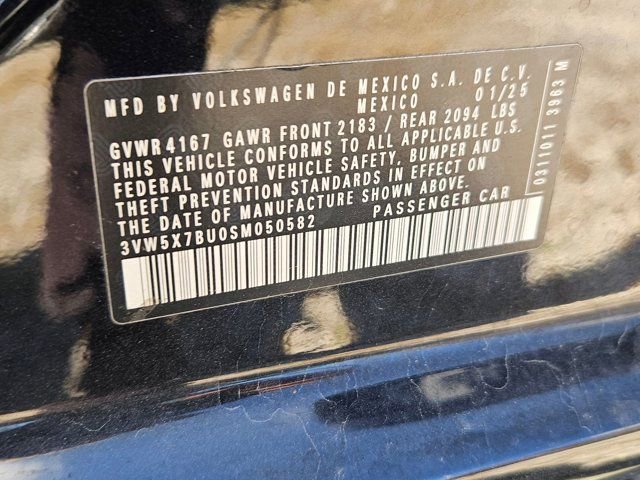 MFD BY VOLKSWAGEN DE MEXICO S.A. DE C.V.
MEXICO 01/25
GVWR 4167 GAWR FRONT 2183 / REAR 2094 LBS
THIS VEHICLE CONFORMS TO ALL APPLICABLE U.S.
FEDERAL MOTOR VEHICLE SAFETY, BUMPER AND
THEFT PREVENTION STANDARDS IN EFFECT ON
THE DATE OF MANUFACTURE SHOWN ABOVE.
3VW5X7BU0SM050582 PASSENGER CAR
0311011 3963 M